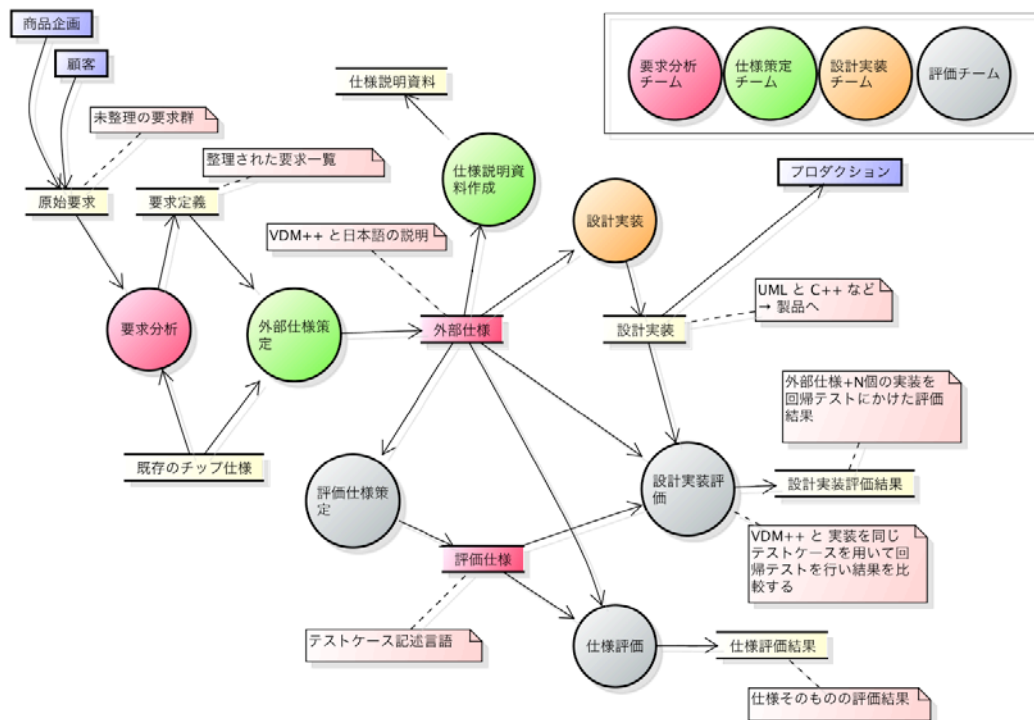 商品企画
顧客
未整理の要求群
整理された要求一覧
原始要求
要求定義
VDM++ と日本語の説明
仕様説明資料
仕様説明資
料作成
要求分析
チーム
仕様策定
チーム
設計実装
チーム
評価チーム
プロダクション
設計実装
UML と C++ など
→ 製品へ
要求分析
外部仕様策
定
外部仕様
設計実装
外部仕様+N個の実装を
回帰テストにかけた評価
結果
既存のチップ仕様
評価仕様策
定
設計実装評
価
設計実装評価結果
VDM++ と 実装を同じ
テストケースを用いて回
帰テストを行い結果を比
較する
評価仕様
テストケース記述言語
仕様評価
仕様評価結果
仕様そのものの評価結果